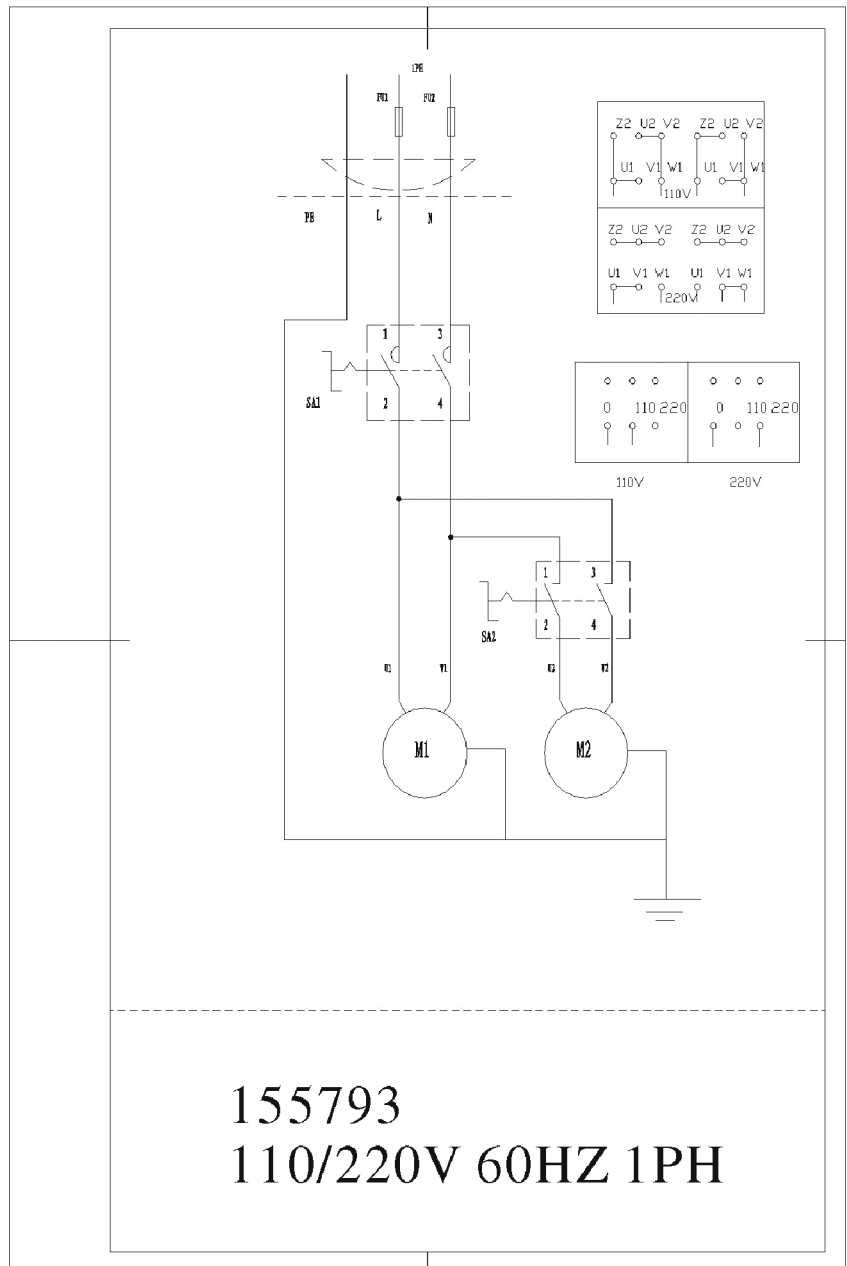 1PH
FU1 FU2
PE L N
1 3
SA1
2 4
1 3
2 4
SA2
U1 V1 U2 V2
M1 M2
Z2 U2 V2 Z2 U2 V2
U1 V1 W1 U1 V1 W1
110V
Z2 U2 V2 Z2 U2 V2
U1 V1 W1 U1 V1 W1
220V
0 110 220 0 110 220
110V 220V
155793
110/220V 60HZ 1PH